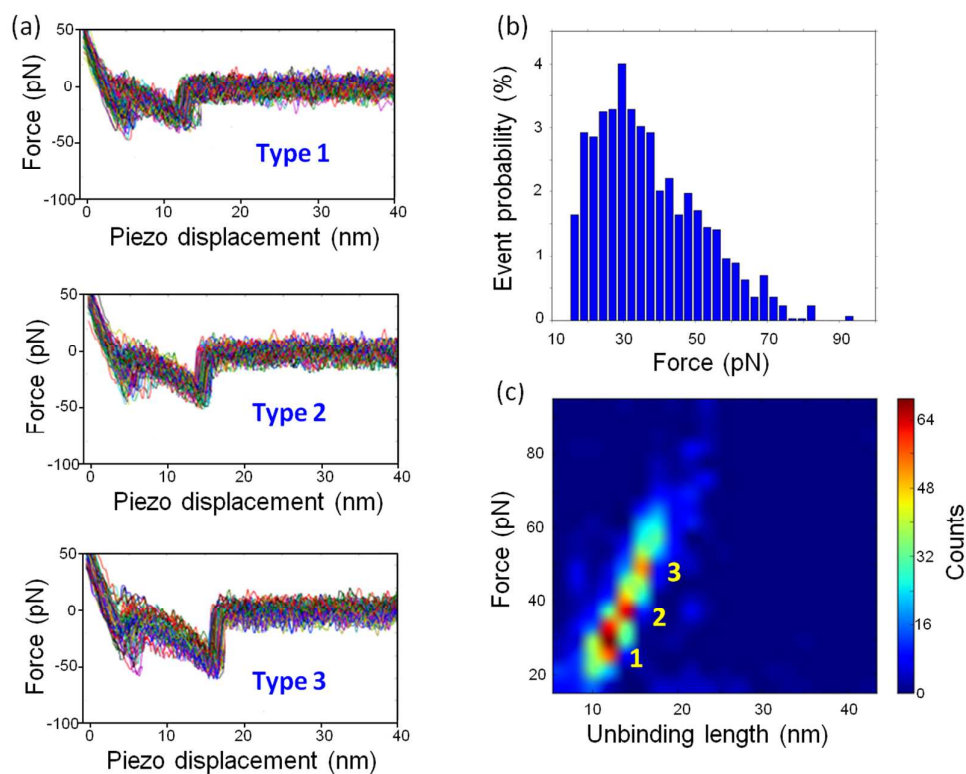 (a)
50
0
-50
-100
Force (pN)
Type 1
0 10 20 30 40
Piezo displacement (nm)
50
0
-50
-100
Force (pN)
Type 2
0 10 20 30 40
Piezo displacement (nm)
50
0
-50
-100
Force (pN)
Type 3
0 10 20 30 40
Piezo displacement (nm)
(b)
4
3
2
1
0
Event probability (%)
10 30 50 70 90
Force (pN)
(c)
80
60
40
20
Force (pN)
3
2
1
10 20 30 40
Unbinding length (nm)
64
48
32
16
0
Counts